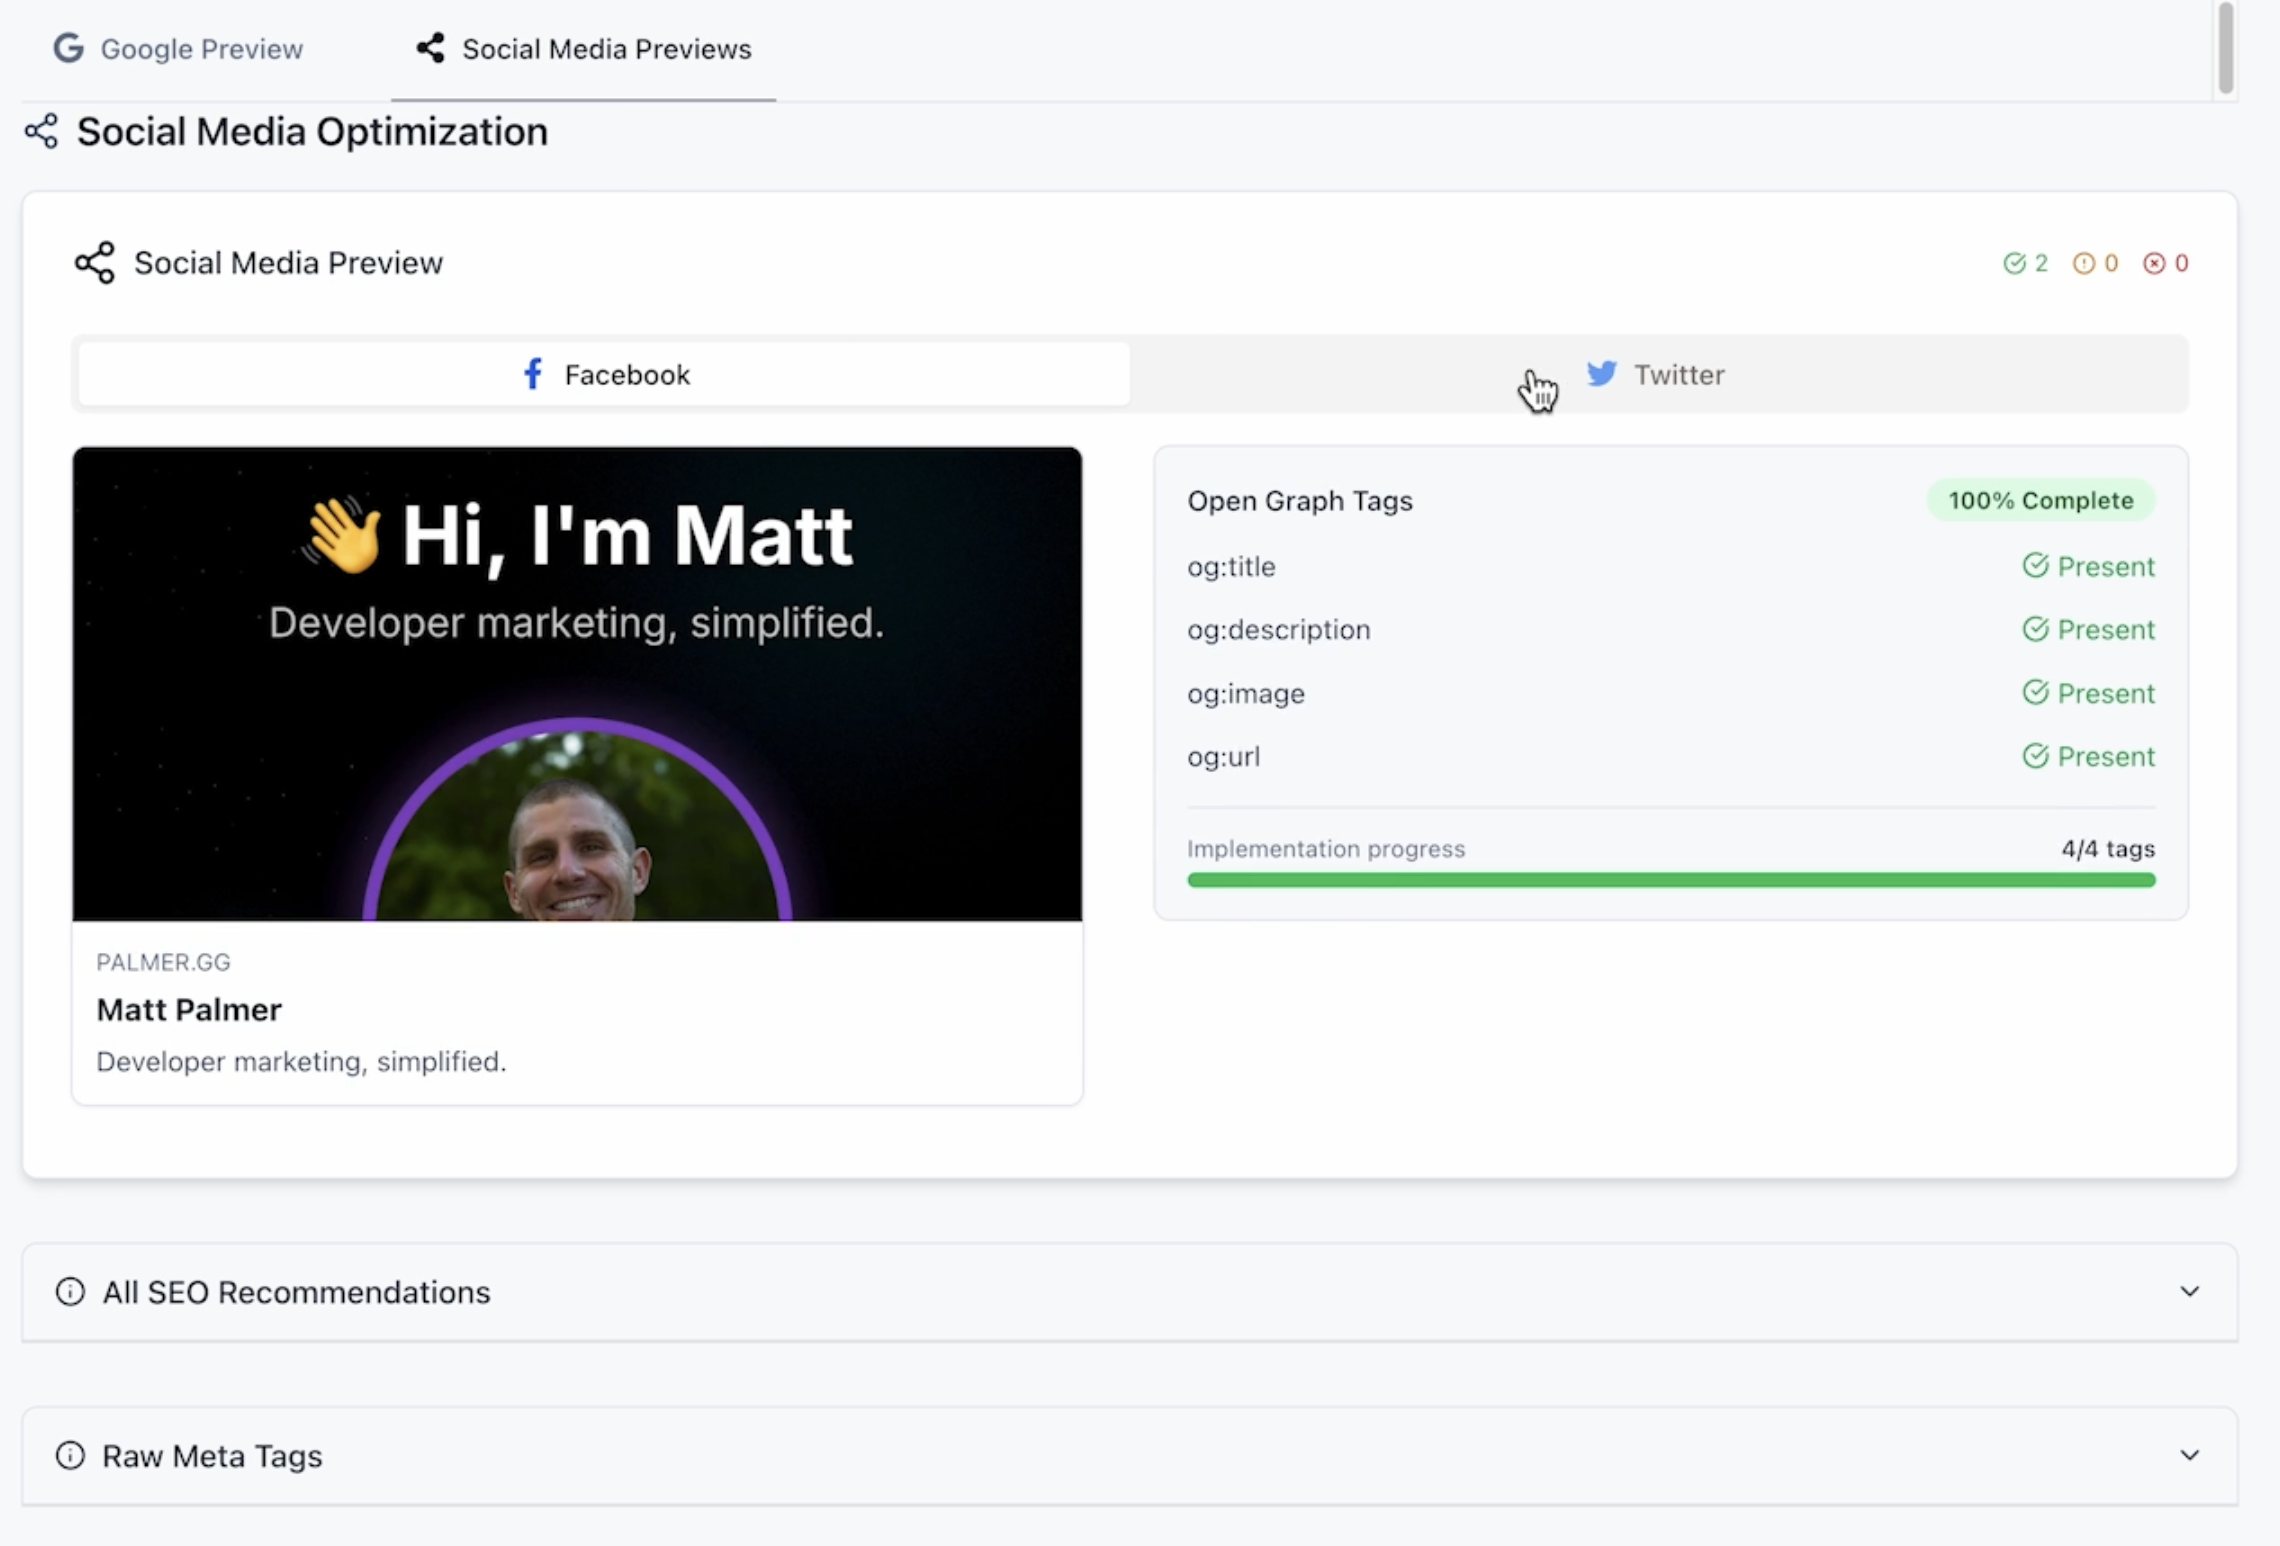 Google Preview
Social Media Previews
Social Media Optimization
Social Media Preview
2 0 0
Facebook
Twitter
👋 Hi, I'm Matt
Developer marketing, simplified.
PALMER.GG
Matt Palmer
Developer marketing, simplified.
Open Graph Tags 100% Complete
og:title Present
og:description Present
og:image Present
og:url Present
Implementation progress 4/4 tags
All SEO Recommendations
Raw Meta Tags